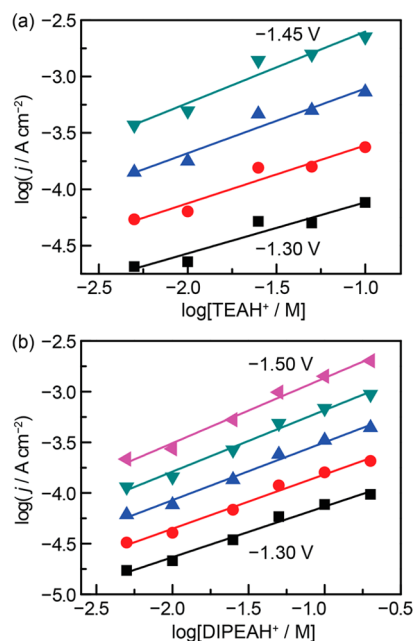 (a)
−2.5
−3.0
−3.5
−4.0
−4.5
log(j / A cm⁻²)
−1.45 V
−1.30 V
−2.5 −2.0 −1.5 −1.0
log[TEAH⁺ / M]
(b)
−2.5
−3.0
−3.5
−4.0
−4.5
−5.0
log(j / A cm⁻²)
−1.50 V
−1.30 V
−2.5 −2.0 −1.5 −1.0 −0.5
log[DIPEAH⁺ / M]